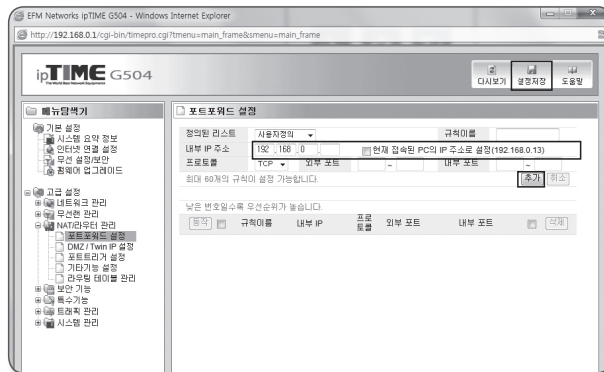 EFM Networks ipTIME G504 - Windows Internet Explorer
http://192.168.0.1/cgi-bin/timepro.cgi?tmenu=main_frame&smenu=main_frame
ipTIME G504
다시보기 설정저장 도움말
메뉴탐색기
기본 설정
시스템 요약 정보
인터넷 연결 설정
무선 설정/보안
펌웨어 업그레이드
고급 설정
네트워크 관리
무선랜 관리
NAT/라우터 관리
포트포워드 설정
DMZ / Twin IP 설정
포트트리거 설정
기타기능 설정
라우팅 테이블 관리
보안 기능
특수기능
트래픽 관리
시스템 관리
포트포워드 설정
정의된 리스트 사용자정의 규칙이름
내부 IP 주소 192 . 168 . 0 . 현재 접속된 PC의 IP 주소로 설정(192.168.0.13)
프로토콜 TCP 외부 포트 ~ 내부 포트 ~
최대 60개의 규칙이 설정 가능합니다. 추가 취소
낮은 번호일수록 우선순위가 높습니다.
동작 규칙이름 내부 IP 프로토콜 외부 포트 내부 포트 삭제